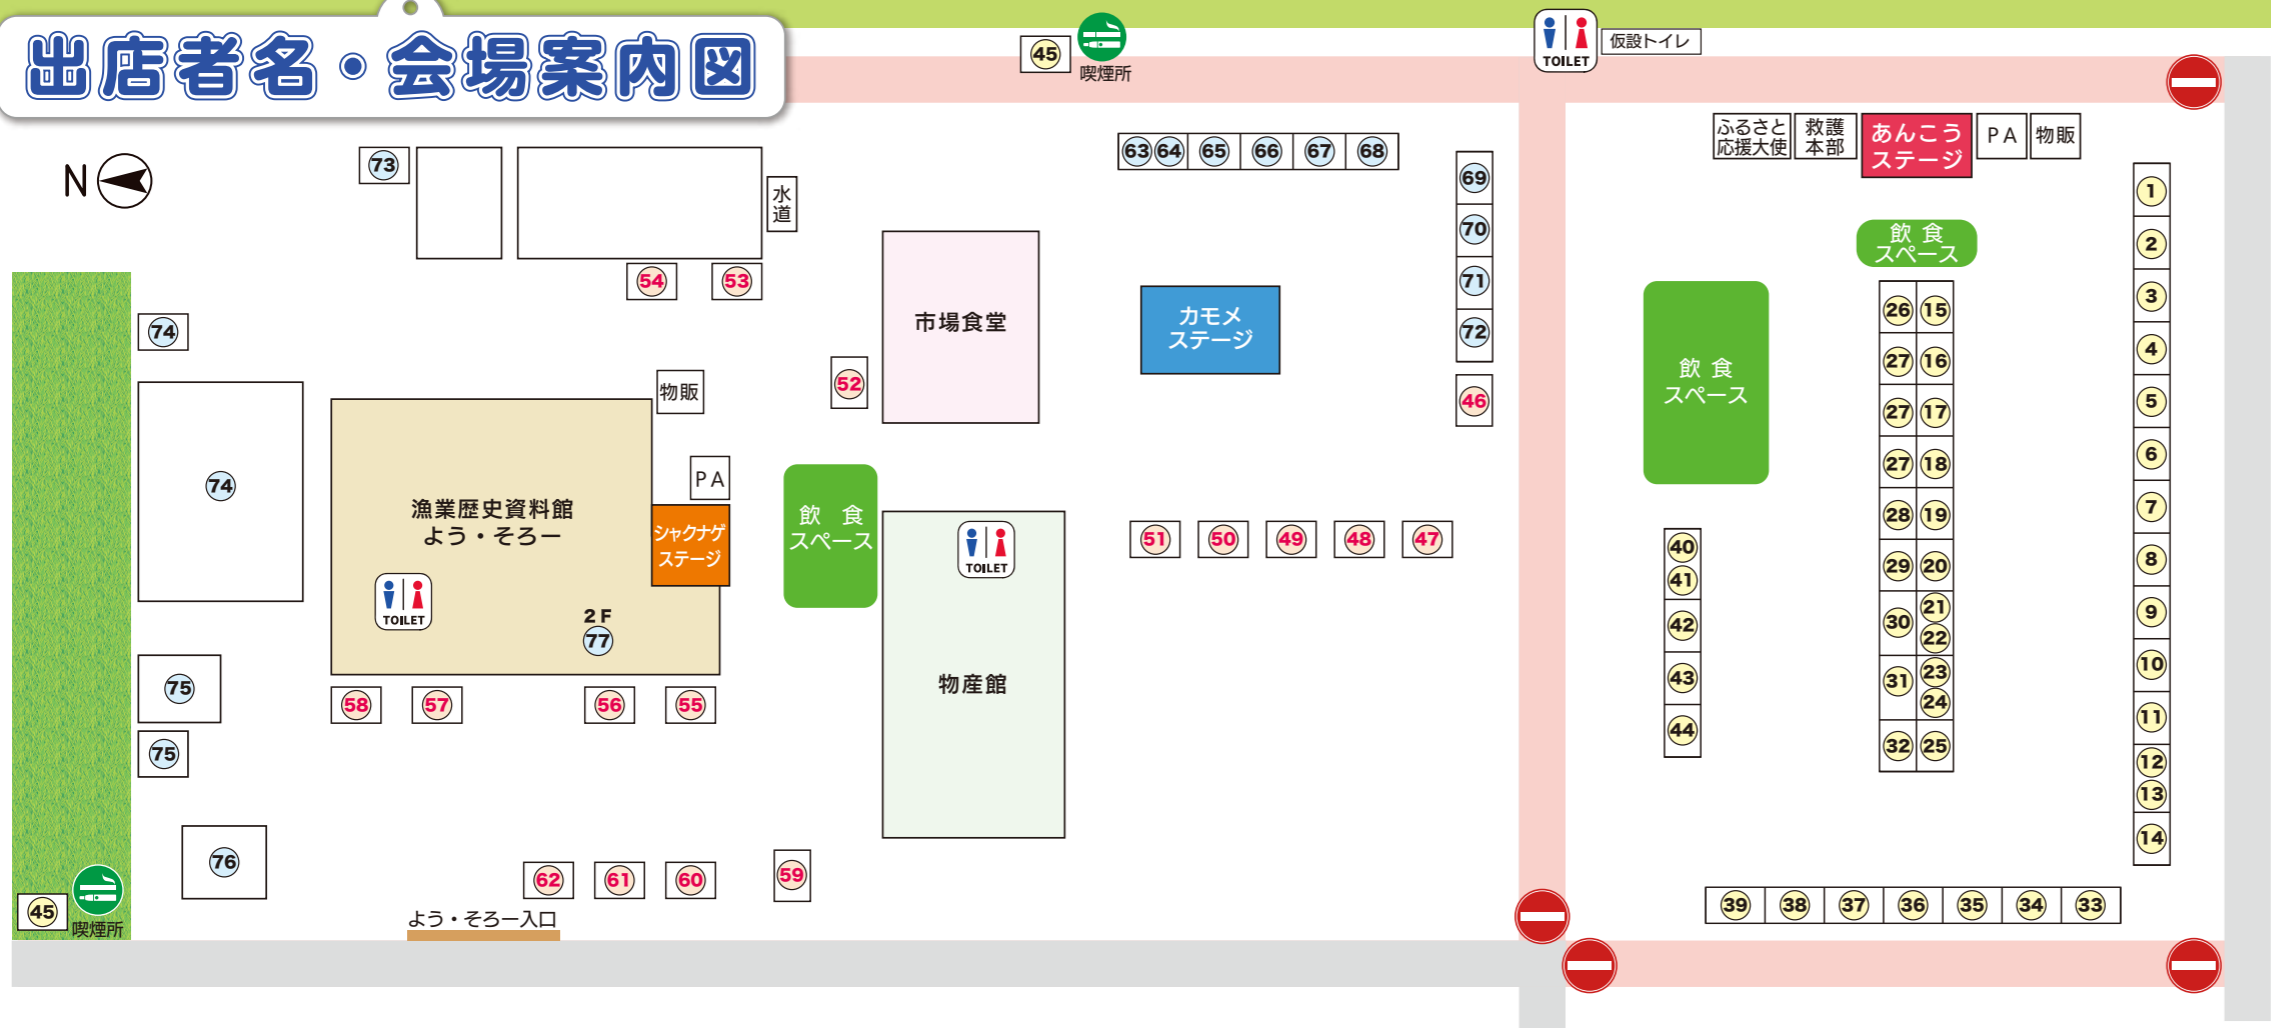 出店者名・会場案内図
45
喫煙所
TOILET
仮設トイレ
N
73
水道
54
53
63 64 65 66 67 68
69
70
71
72
46
ふるさと
応援大使
救護
本部
あんこう
ステージ
PA
物販
飲食
スペース
飲食
スペース
26 15
27 16
27 17
27 18
28 19
29 20
30 21
22
31 23
24
32 25
1
2
3
4
5
6
7
8
9
10
11
12
13
14
40
41
42
43
44
39 38 37 36 35 34 33
市場食堂
カモメ
ステージ
52
74
74
物販
PA
漁業歴史資料館
よう・そろー
シャクナゲ
ステージ
TOILET
2F
77
飲食
スペース
TOILET
物産館
51 50 49 48 47
75
75
58 57 56 55
76
62 61 60 59
よう・そろー入口
45
喫煙所